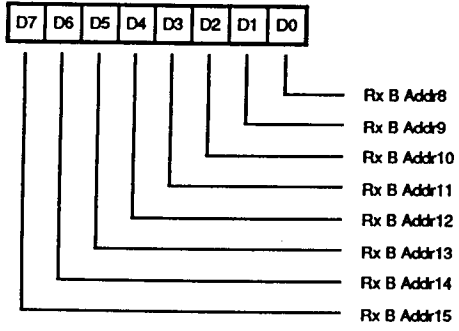 D7 D6 D5 D4 D3 D2 D1 D0
Rx B Addr8
Rx B Addr9
Rx B Addr10
Rx B Addr11
Rx B Addr12
Rx B Addr13
Rx B Addr14
Rx B Addr15